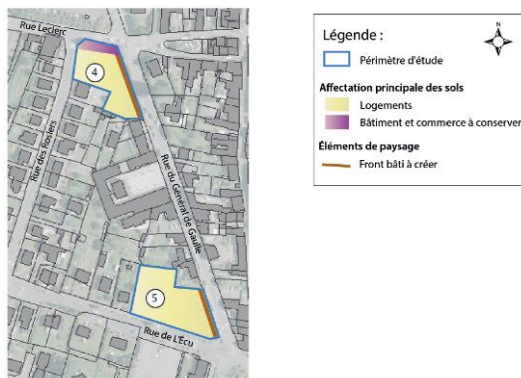 Rue Leclerc
4
Rue des Rosiers
Rue du Général de Gaulle
5
Rue de L'Écu
Légende :
N
Périmètre d'étude
Affectation principale des sols
Logements
Bâtiment et commerce à conserver
Éléments de paysage
Front bâti à créer